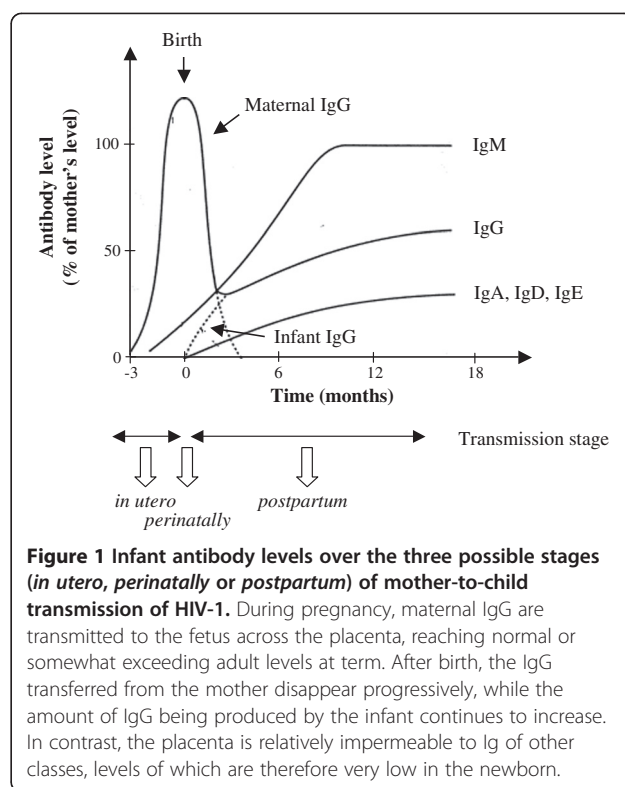 Birth
Maternal IgG
Antibody level
(% of mother's level)
100
50
0
IgM
IgG
IgA, IgD, IgE
Infant IgG
-3
0
6
12
18
Time (months)
Transmission stage
in utero
perinatally
postpartum
Figure 1 Infant antibody levels over the three possible stages
(in utero, perinatally or postpartum) of mother-to-child
transmission of HIV-1. During pregnancy, maternal IgG are
transmitted to the fetus across the placenta, reaching normal or
somewhat exceeding adult levels at term. After birth, the IgG
transferred from the mother disappear progressively, while the
amount of IgG being produced by the infant continues to increase.
In contrast, the placenta is relatively impermeable to Ig of other
classes, levels of which are therefore very low in the newborn.